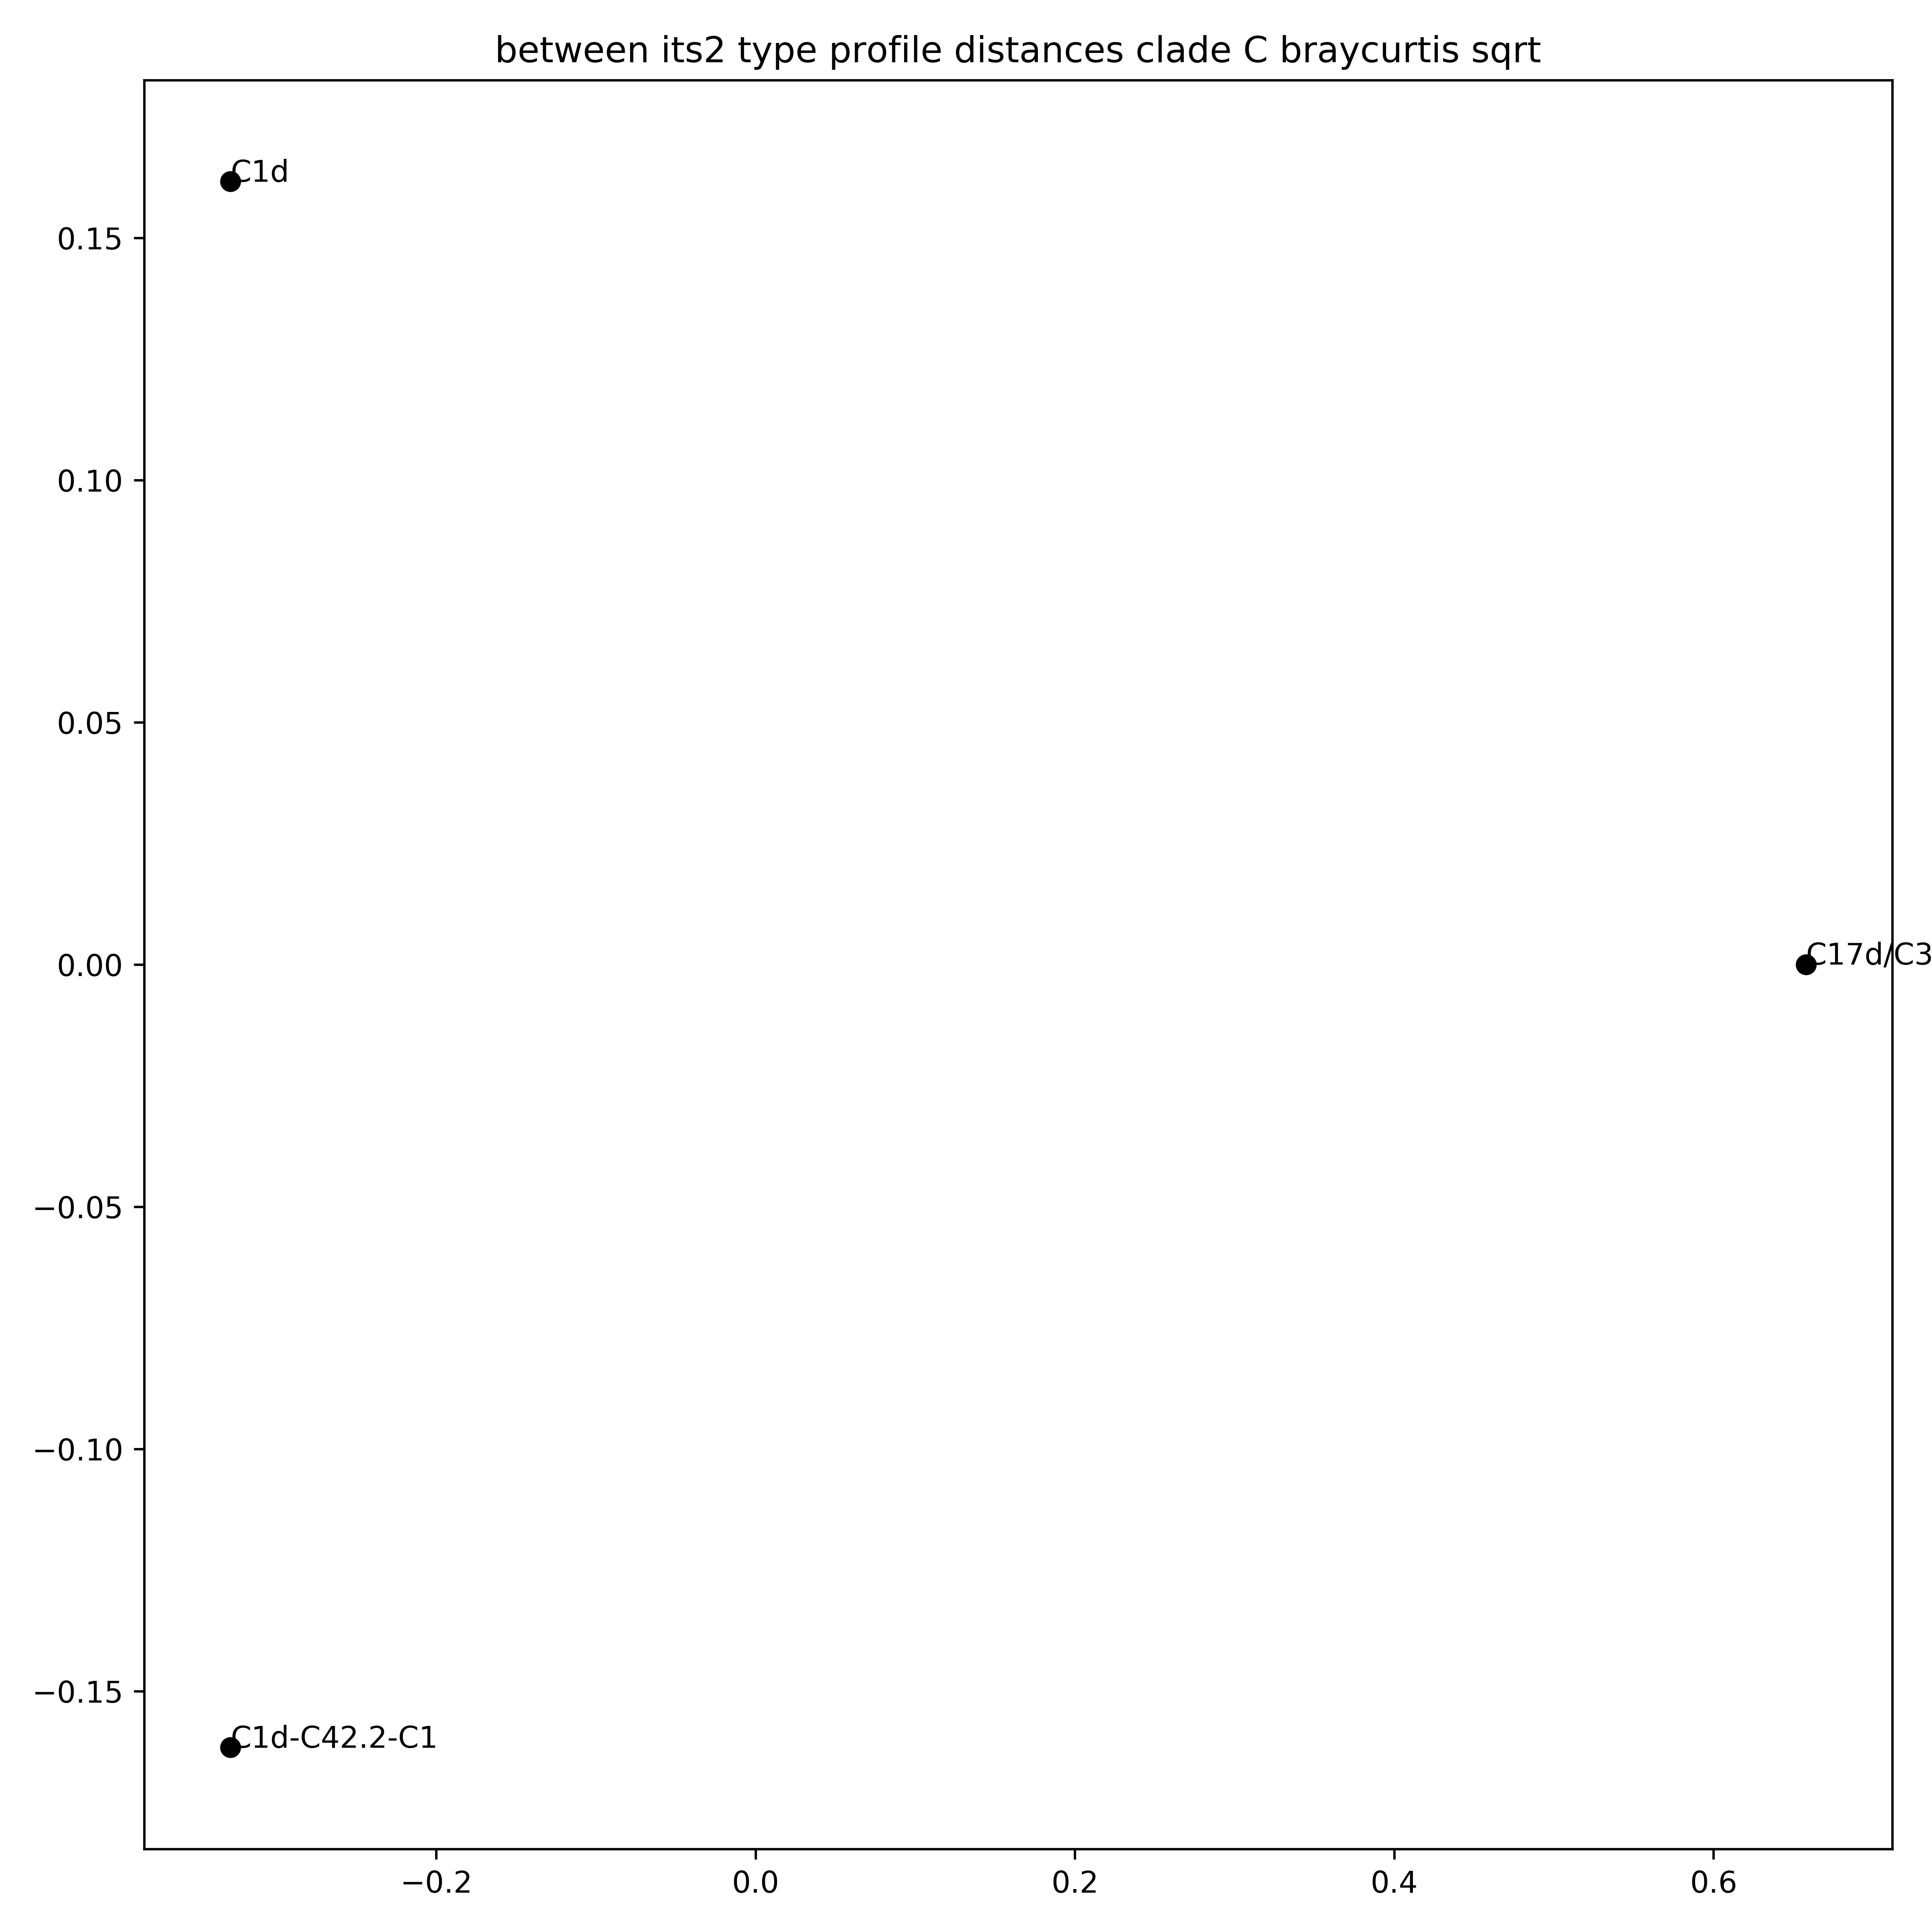 between its2 type profile distances clade C braycurtis sqrt
C1d
0.15
0.10
0.05
0.00
C17d/C3
−0.05
−0.10
−0.15
C1d-C42.2-C1
−0.2 0.0 0.2 0.4 0.6